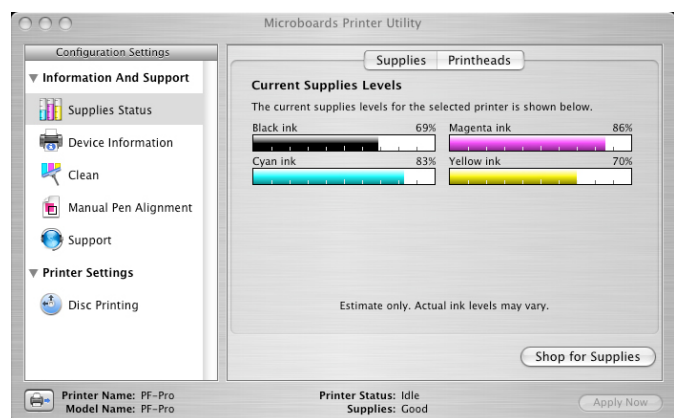 Microboards Printer Utility
Configuration Settings
Information And Support
Supplies Status
Device Information
Clean
Manual Pen Alignment
Support
Printer Settings
Disc Printing
Supplies Printheads
Current Supplies Levels
The current supplies levels for the selected printer is shown below.
Black ink 69% Magenta ink 86%
Cyan ink 83% Yellow ink 70%
Estimate only. Actual ink levels may vary.
Shop for Supplies
Printer Name: PF-Pro Printer Status: Idle
Model Name: PF-Pro Supplies: Good
Apply Now